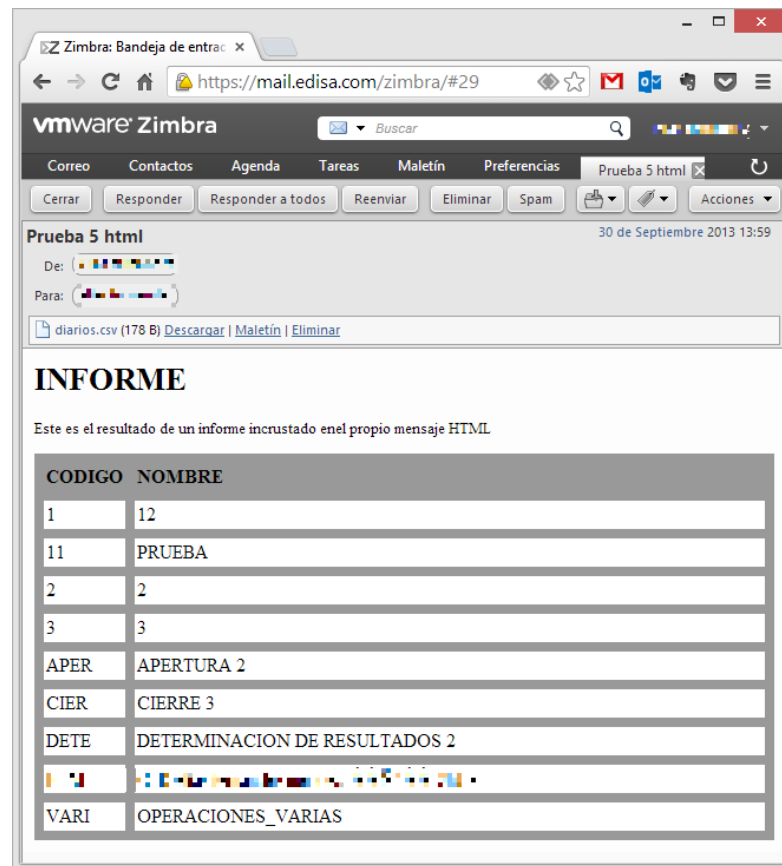 Zimbra: Bandeja de entrac
https://mail.edisa.com/zimbra/#29
vmware Zimbra
Buscar
Correo Contactos Agenda Tareas Maletín Preferencias Prueba 5 html
Cerrar Responder Responder a todos Reenviar Eliminar Spam Acciones
Prueba 5 html 30 de Septiembre 2013 13:59
De:
Para:
diarios.csv (178 B) Descargar | Maletín | Eliminar
INFORME
Este es el resultado de un informe incrustado enel propio mensaje HTML
CODIGO NOMBRE
1 12
11 PRUEBA
2 2
3 3
APER APERTURA 2
CIER CIERRE 3
DETE DETERMINACION DE RESULTADOS 2
VARI OPERACIONES_VARIAS